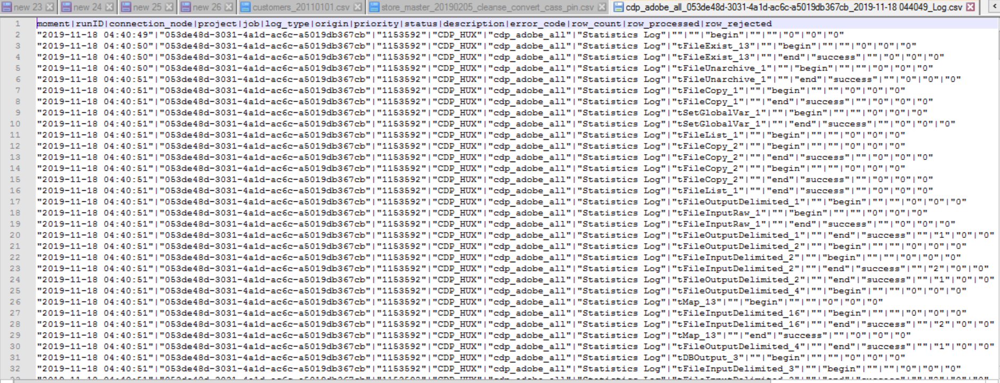 new 23 new 24 new 25 new 26 customers_20110101.csv store_master_20190205_cleanse_convert_cass_pin.csv cdp_adobe_all_053de48d-3031-4a1d-ac6c-a5019db367cb_2019-11-18 044049_Log.csv
1 moment|runID|connection_node|project|job|log_type|origin|priority|status|description|error_code|row_count|row_processed|row_rejected
2 "2019-11-18 04:40:49"|"053de48d-3031-4a1d-ac6c-a5019db367cb"|"1153592"|"CDP_HUX"|"cdp_adobe_all"|"Statistics Log"|""|""|"begin"|""|""|"0"|"0"|"0"
3 "2019-11-18 04:40:50"|"053de48d-3031-4a1d-ac6c-a5019db367cb"|"1153592"|"CDP_HUX"|"cdp_adobe_all"|"Statistics Log"|"tFileExist_13"|""|"begin"|""|""|"0"|"0"|"0"
4 "2019-11-18 04:40:50"|"053de48d-3031-4a1d-ac6c-a5019db367cb"|"1153592"|"CDP_HUX"|"cdp_adobe_all"|"Statistics Log"|"tFileExist_13"|""|"end"|"success"|""|"0"|"0"|"0"
5 "2019-11-18 04:40:50"|"053de48d-3031-4a1d-ac6c-a5019db367cb"|"1153592"|"CDP_HUX"|"cdp_adobe_all"|"Statistics Log"|"tFileUnarchive_1"|""|"begin"|""|""|"0"|"0"|"0"
6 "2019-11-18 04:40:51"|"053de48d-3031-4a1d-ac6c-a5019db367cb"|"1153592"|"CDP_HUX"|"cdp_adobe_all"|"Statistics Log"|"tFileUnarchive_1"|""|"end"|"success"|""|"0"|"0"|"0"
7 "2019-11-18 04:40:51"|"053de48d-3031-4a1d-ac6c-a5019db367cb"|"1153592"|"CDP_HUX"|"cdp_adobe_all"|"Statistics Log"|"tFileCopy_1"|""|"begin"|""|""|"0"|"0"|"0"
8 "2019-11-18 04:40:51"|"053de48d-3031-4a1d-ac6c-a5019db367cb"|"1153592"|"CDP_HUX"|"cdp_adobe_all"|"Statistics Log"|"tFileCopy_1"|""|"end"|"success"|""|"0"|"0"|"0"
9 "2019-11-18 04:40:51"|"053de48d-3031-4a1d-ac6c-a5019db367cb"|"1153592"|"CDP_HUX"|"cdp_adobe_all"|"Statistics Log"|"tSetGlobalVar_1"|""|"begin"|""|""|"0"|"0"|"0"
10 "2019-11-18 04:40:51"|"053de48d-3031-4a1d-ac6c-a5019db367cb"|"1153592"|"CDP_HUX"|"cdp_adobe_all"|"Statistics Log"|"tSetGlobalVar_1"|""|"end"|"success"|""|"0"|"0"|"0"
11 "2019-11-18 04:40:51"|"053de48d-3031-4a1d-ac6c-a5019db367cb"|"1153592"|"CDP_HUX"|"cdp_adobe_all"|"Statistics Log"|"tFileList_1"|""|"begin"|""|""|"0"|"0"|"0"
12 "2019-11-18 04:40:51"|"053de48d-3031-4a1d-ac6c-a5019db367cb"|"1153592"|"CDP_HUX"|"cdp_adobe_all"|"Statistics Log"|"tFileCopy_2"|""|"begin"|""|""|"0"|"0"|"0"
13 "2019-11-18 04:40:51"|"053de48d-3031-4a1d-ac6c-a5019db367cb"|"1153592"|"CDP_HUX"|"cdp_adobe_all"|"Statistics Log"|"tFileCopy_2"|""|"end"|"success"|""|"0"|"0"|"0"
14 "2019-11-18 04:40:51"|"053de48d-3031-4a1d-ac6c-a5019db367cb"|"1153592"|"CDP_HUX"|"cdp_adobe_all"|"Statistics Log"|"tFileCopy_2"|""|"begin"|""|""|"0"|"0"|"0"
15 "2019-11-18 04:40:51"|"053de48d-3031-4a1d-ac6c-a5019db367cb"|"1153592"|"CDP_HUX"|"cdp_adobe_all"|"Statistics Log"|"tFileCopy_2"|""|"end"|"success"|""|"0"|"0"|"0"
16 "2019-11-18 04:40:51"|"053de48d-3031-4a1d-ac6c-a5019db367cb"|"1153592"|"CDP_HUX"|"cdp_adobe_all"|"Statistics Log"|"tFileList_1"|""|"end"|"success"|""|"0"|"0"|"0"
17 "2019-11-18 04:40:51"|"053de48d-3031-4a1d-ac6c-a5019db367cb"|"1153592"|"CDP_HUX"|"cdp_adobe_all"|"Statistics Log"|"tFileOutputDelimited_1"|""|"begin"|""|""|"0"|"0"|"0"
18 "2019-11-18 04:40:51"|"053de48d-3031-4a1d-ac6c-a5019db367cb"|"1153592"|"CDP_HUX"|"cdp_adobe_all"|"Statistics Log"|"tFileInputRaw_1"|""|"begin"|""|""|"0"|"0"|"0"
19 "2019-11-18 04:40:51"|"053de48d-3031-4a1d-ac6c-a5019db367cb"|"1153592"|"CDP_HUX"|"cdp_adobe_all"|"Statistics Log"|"tFileInputRaw_1"|""|"end"|"success"|""|"0"|"0"|"0"
20 "2019-11-18 04:40:51"|"053de48d-3031-4a1d-ac6c-a5019db367cb"|"1153592"|"CDP_HUX"|"cdp_adobe_all"|"Statistics Log"|"tFileOutputDelimited_1"|""|"end"|"success"|""|"1"|"0"|"0"
21 "2019-11-18 04:40:51"|"053de48d-3031-4a1d-ac6c-a5019db367cb"|"1153592"|"CDP_HUX"|"cdp_adobe_all"|"Statistics Log"|"tFileOutputDelimited_2"|""|"begin"|""|""|"0"|"0"|"0"
22 "2019-11-18 04:40:51"|"053de48d-3031-4a1d-ac6c-a5019db367cb"|"1153592"|"CDP_HUX"|"cdp_adobe_all"|"Statistics Log"|"tFileInputDelimited_2"|""|"begin"|""|""|"0"|"0"|"0"
23 "2019-11-18 04:40:51"|"053de48d-3031-4a1d-ac6c-a5019db367cb"|"1153592"|"CDP_HUX"|"cdp_adobe_all"|"Statistics Log"|"tFileInputDelimited_2"|""|"end"|"success"|""|"2"|"0"|"0"
24 "2019-11-18 04:40:51"|"053de48d-3031-4a1d-ac6c-a5019db367cb"|"1153592"|"CDP_HUX"|"cdp_adobe_all"|"Statistics Log"|"tFileOutputDelimited_2"|""|"end"|"success"|""|"1"|"0"|"0"
25 "2019-11-18 04:40:51"|"053de48d-3031-4a1d-ac6c-a5019db367cb"|"1153592"|"CDP_HUX"|"cdp_adobe_all"|"Statistics Log"|"tFileOutputDelimited_4"|""|"begin"|""|""|"0"|"0"|"0"
26 "2019-11-18 04:40:51"|"053de48d-3031-4a1d-ac6c-a5019db367cb"|"1153592"|"CDP_HUX"|"cdp_adobe_all"|"Statistics Log"|"tMap_13"|""|"begin"|""|""|"0"|"0"|"0"
27 "2019-11-18 04:40:51"|"053de48d-3031-4a1d-ac6c-a5019db367cb"|"1153592"|"CDP_HUX"|"cdp_adobe_all"|"Statistics Log"|"tFileInputDelimited_16"|""|"begin"|""|""|"0"|"0"|"0"
28 "2019-11-18 04:40:51"|"053de48d-3031-4a1d-ac6c-a5019db367cb"|"1153592"|"CDP_HUX"|"cdp_adobe_all"|"Statistics Log"|"tFileInputDelimited_16"|""|"end"|"success"|""|"2"|"0"|"0"
29 "2019-11-18 04:40:51"|"053de48d-3031-4a1d-ac6c-a5019db367cb"|"1153592"|"CDP_HUX"|"cdp_adobe_all"|"Statistics Log"|"tMap_13"|""|"end"|"success"|""|"0"|"0"|"0"
30 "2019-11-18 04:40:51"|"053de48d-3031-4a1d-ac6c-a5019db367cb"|"1153592"|"CDP_HUX"|"cdp_adobe_all"|"Statistics Log"|"tFileOutputDelimited_4"|""|"end"|"success"|""|"1"|"0"|"0"
31 "2019-11-18 04:40:51"|"053de48d-3031-4a1d-ac6c-a5019db367cb"|"1153592"|"CDP_HUX"|"cdp_adobe_all"|"Statistics Log"|"tDBOutput_3"|""|"begin"|""|""|"0"|"0"|"0"
32 "2019-11-18 04:40:51"|"053de48d-3031-4a1d-ac6c-a5019db367cb"|"1153592"|"CDP_HUX"|"cdp_adobe_all"|"Statistics Log"|"tFileInputDelimited_3"|""|"begin"|""|""|"0"|"0"|"0"